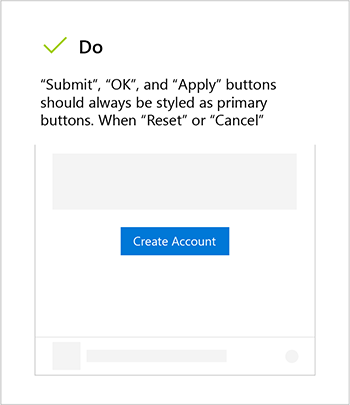 Do
“Submit”, “OK”, and “Apply” buttons
should always be styled as primary
buttons. When “Reset” or “Cancel”
Create Account